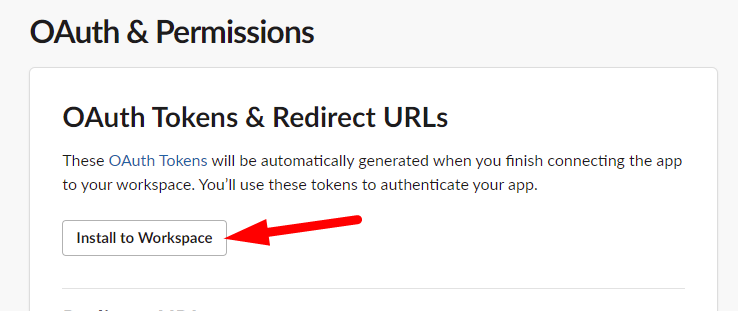 OAuth & Permissions
OAuth Tokens & Redirect URLs
These OAuth Tokens will be automatically generated when you finish connecting the app
to your workspace. You’ll use these tokens to authenticate your app.
Install to Workspace